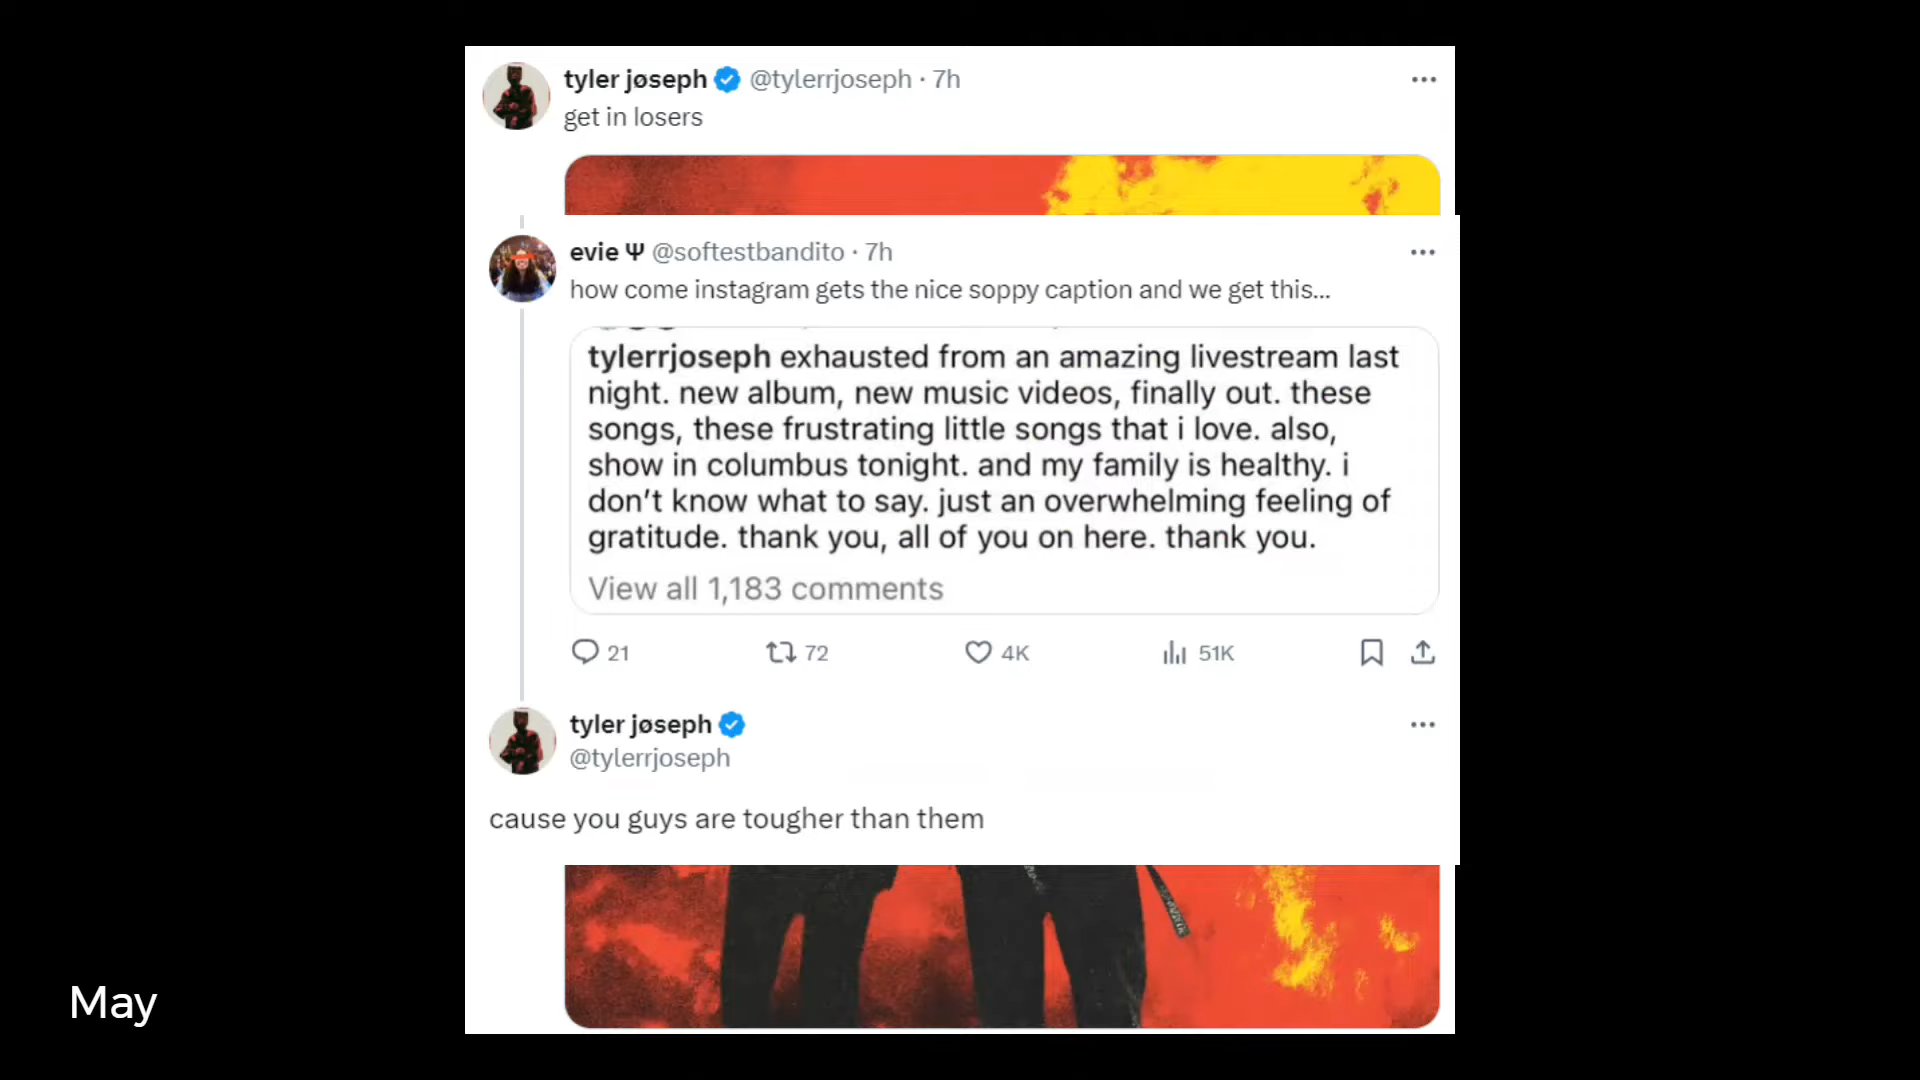 tyler jøseph @tylerrjoseph · 7h
get in losers
evie Ψ @softestbandito · 7h
how come instagram gets the nice soppy caption and we get this...
tylerrjoseph exhausted from an amazing livestream last
night. new album, new music videos, finally out. these
songs, these frustrating little songs that i love. also,
show in columbus tonight. and my family is healthy. i
don't know what to say. just an overwhelming feeling of
gratitude. thank you, all of you on here. thank you.
View all 1,183 comments
21 72 4K 51K
tyler jøseph
@tylerrjoseph
cause you guys are tougher than them
May